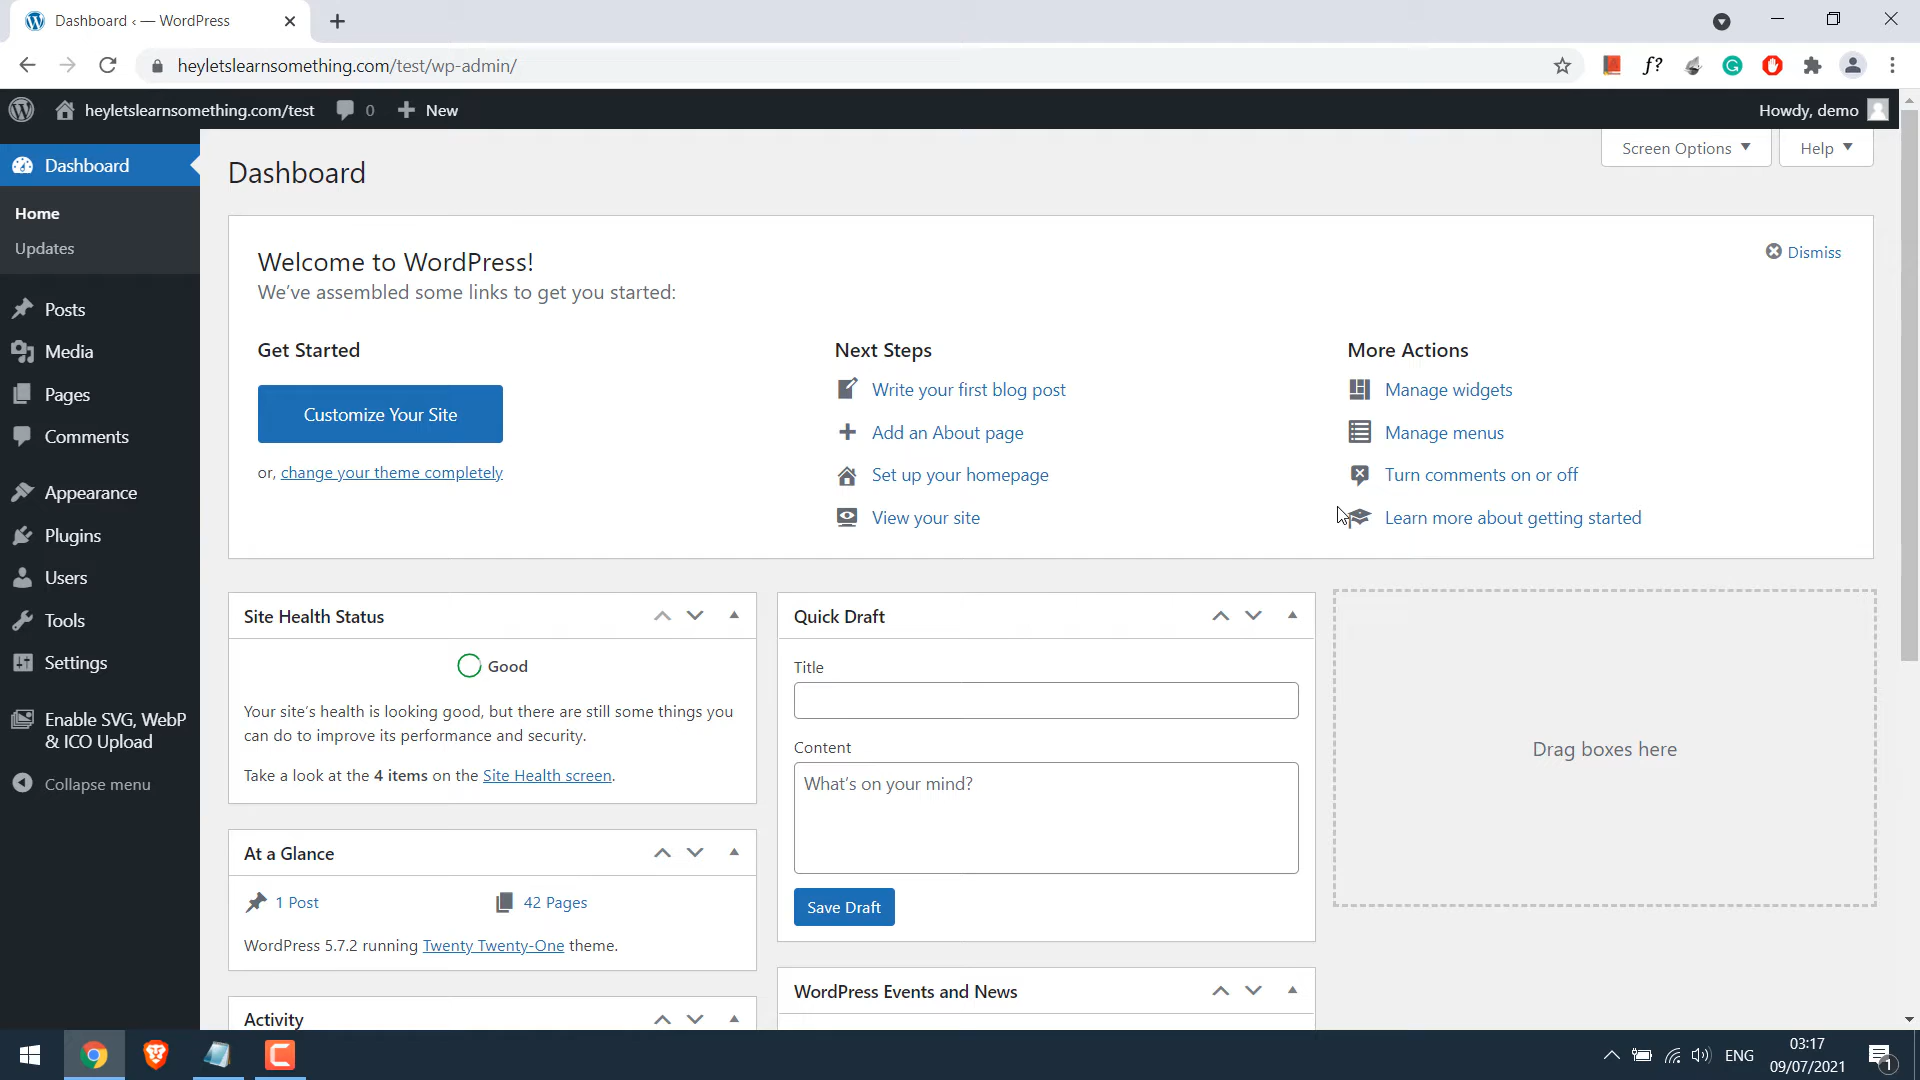 Dashboard ‹ — WordPress
heyletslearnsomething.com/test/wp-admin/
f?
heyletslearnsomething.com/test
0
New
Howdy, demo
Dashboard
Home
Updates
Posts
Media
Pages
Comments
Appearance
Plugins
Users
Tools
Settings
Enable SVG, WebP
& ICO Upload
Collapse menu
Dashboard
Screen Options
Help
Welcome to WordPress!
We’ve assembled some links to get you started:
Dismiss
Get Started
Customize Your Site
or, change your theme completely
Next Steps
Write your first blog post
Add an About page
Set up your homepage
View your site
More Actions
Manage widgets
Manage menus
Turn comments on or off
Learn more about getting started
Site Health Status
Good
Your site’s health is looking good, but there are still some things you
can do to improve its performance and security.
Take a look at the 4 items on the Site Health screen.
At a Glance
1 Post
42 Pages
WordPress 5.7.2 running Twenty Twenty-One theme.
Activity
Quick Draft
Title
Content
What’s on your mind?
Save Draft
WordPress Events and News
Drag boxes here
ENG
03:17
09/07/2021
1